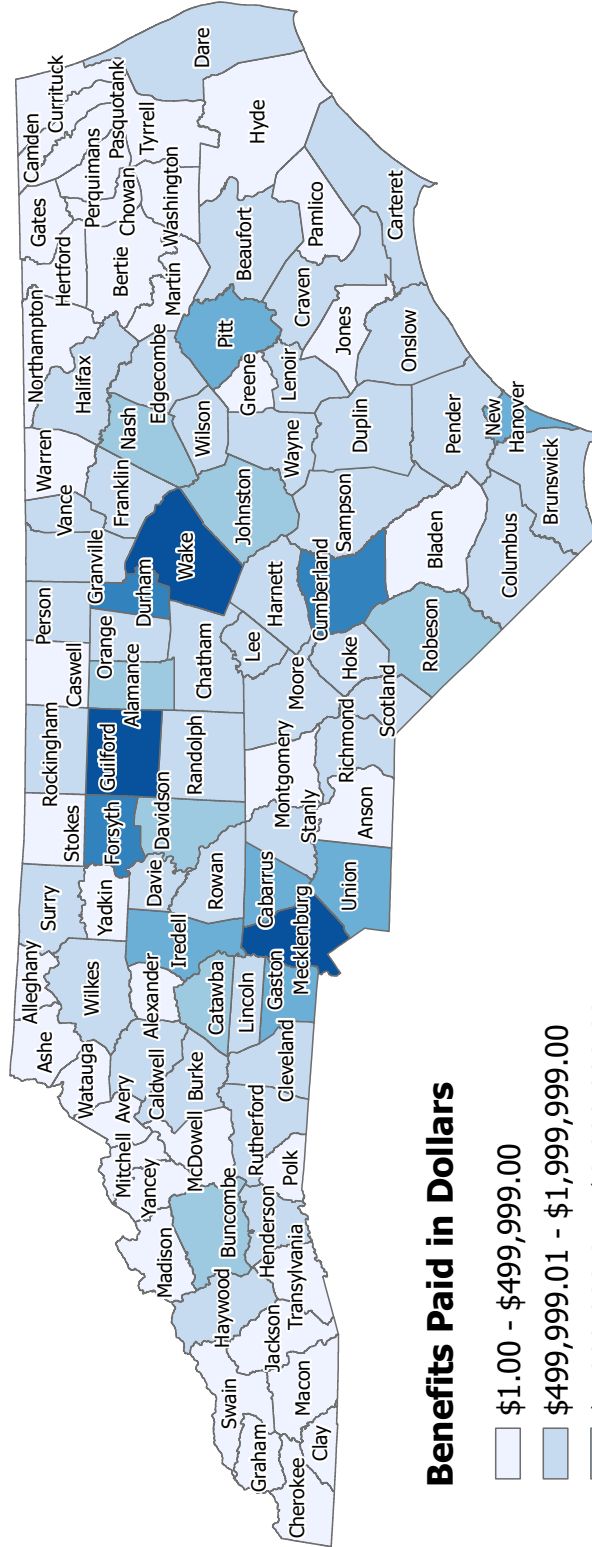 Alleghany
Ashe
Surry
Stokes
Rockingham
Caswell
Person
Vance
Warren
Northampton
Gates
Camden
Currituck
Hertford
Halifax
Granville
Watauga
Wilkes
Yadkin
Forsyth
Guilford
Alamance
Orange
Durham
Franklin
Nash
Bertie
Perquimans
Chowan
Pasquotank
Mitchell
Avery
Caldwell
Alexander
Davie
Davidson
Edgecombe
Martin
Washington
Tyrrell
Dare
Yancey
Madison
McDowell
Burke
Iredell
Catawba
Rowan
Randolph
Chatham
Wake
Wilson
Pitt
Beaufort
Hyde
Buncombe
Haywood
Swain
Graham
Cherokee
Clay
Macon
Jackson
Transylvania
Henderson
Polk
Rutherford
Cleveland
Lincoln
Gaston
Mecklenburg
Cabarrus
Stanly
Montgomery
Moore
Lee
Harnett
Johnston
Wayne
Greene
Lenoir
Craven
Pamlico
Union
Anson
Richmond
Scotland
Hoke
Cumberland
Sampson
Duplin
Jones
Onslow
Carteret
Robeson
Bladen
Pender
New
Hanover
Columbus
Brunswick
Benefits Paid in Dollars
$1.00 - $499,999.00
$499,999.01 - $1,999,999.00